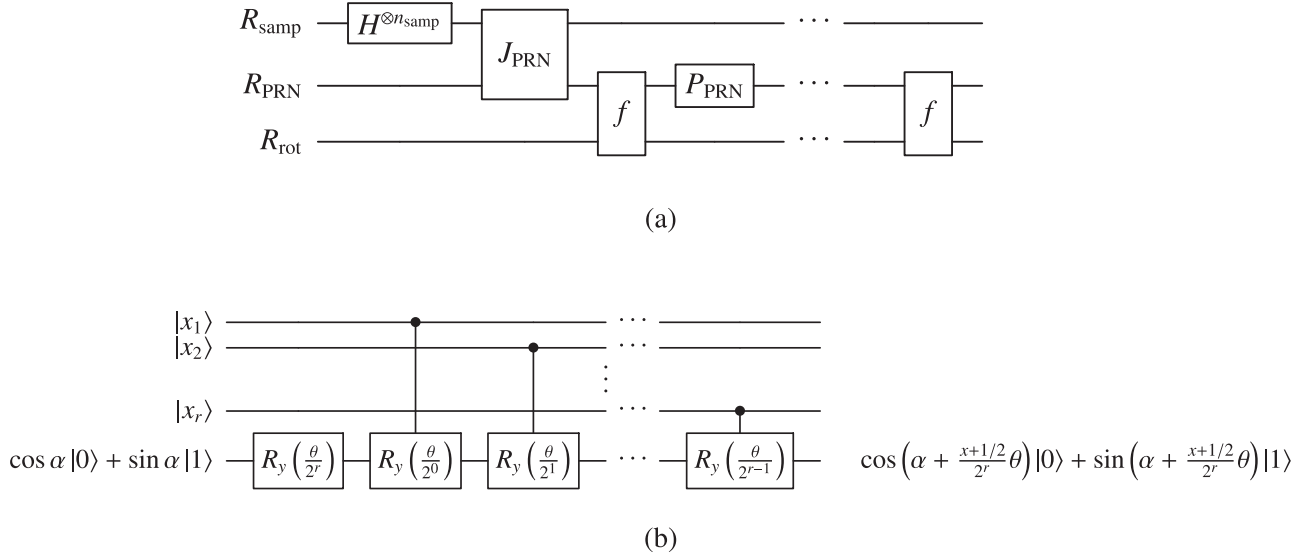 R_samp H^{⊗n_samp} J_PRN ···
R_PRN f P_PRN ··· f
R_rot ···
(a)
|x_1⟩ ···
|x_2⟩ ···
⋮
|x_r⟩ ···
cos α |0⟩ + sin α |1⟩ R_y(θ/2^r) R_y(θ/2^0) R_y(θ/2^1) ··· R_y(θ/2^{r−1}) cos(α + (x+1/2)/2^r θ)|0⟩ + sin(α + (x+1/2)/2^r θ)|1⟩
(b)